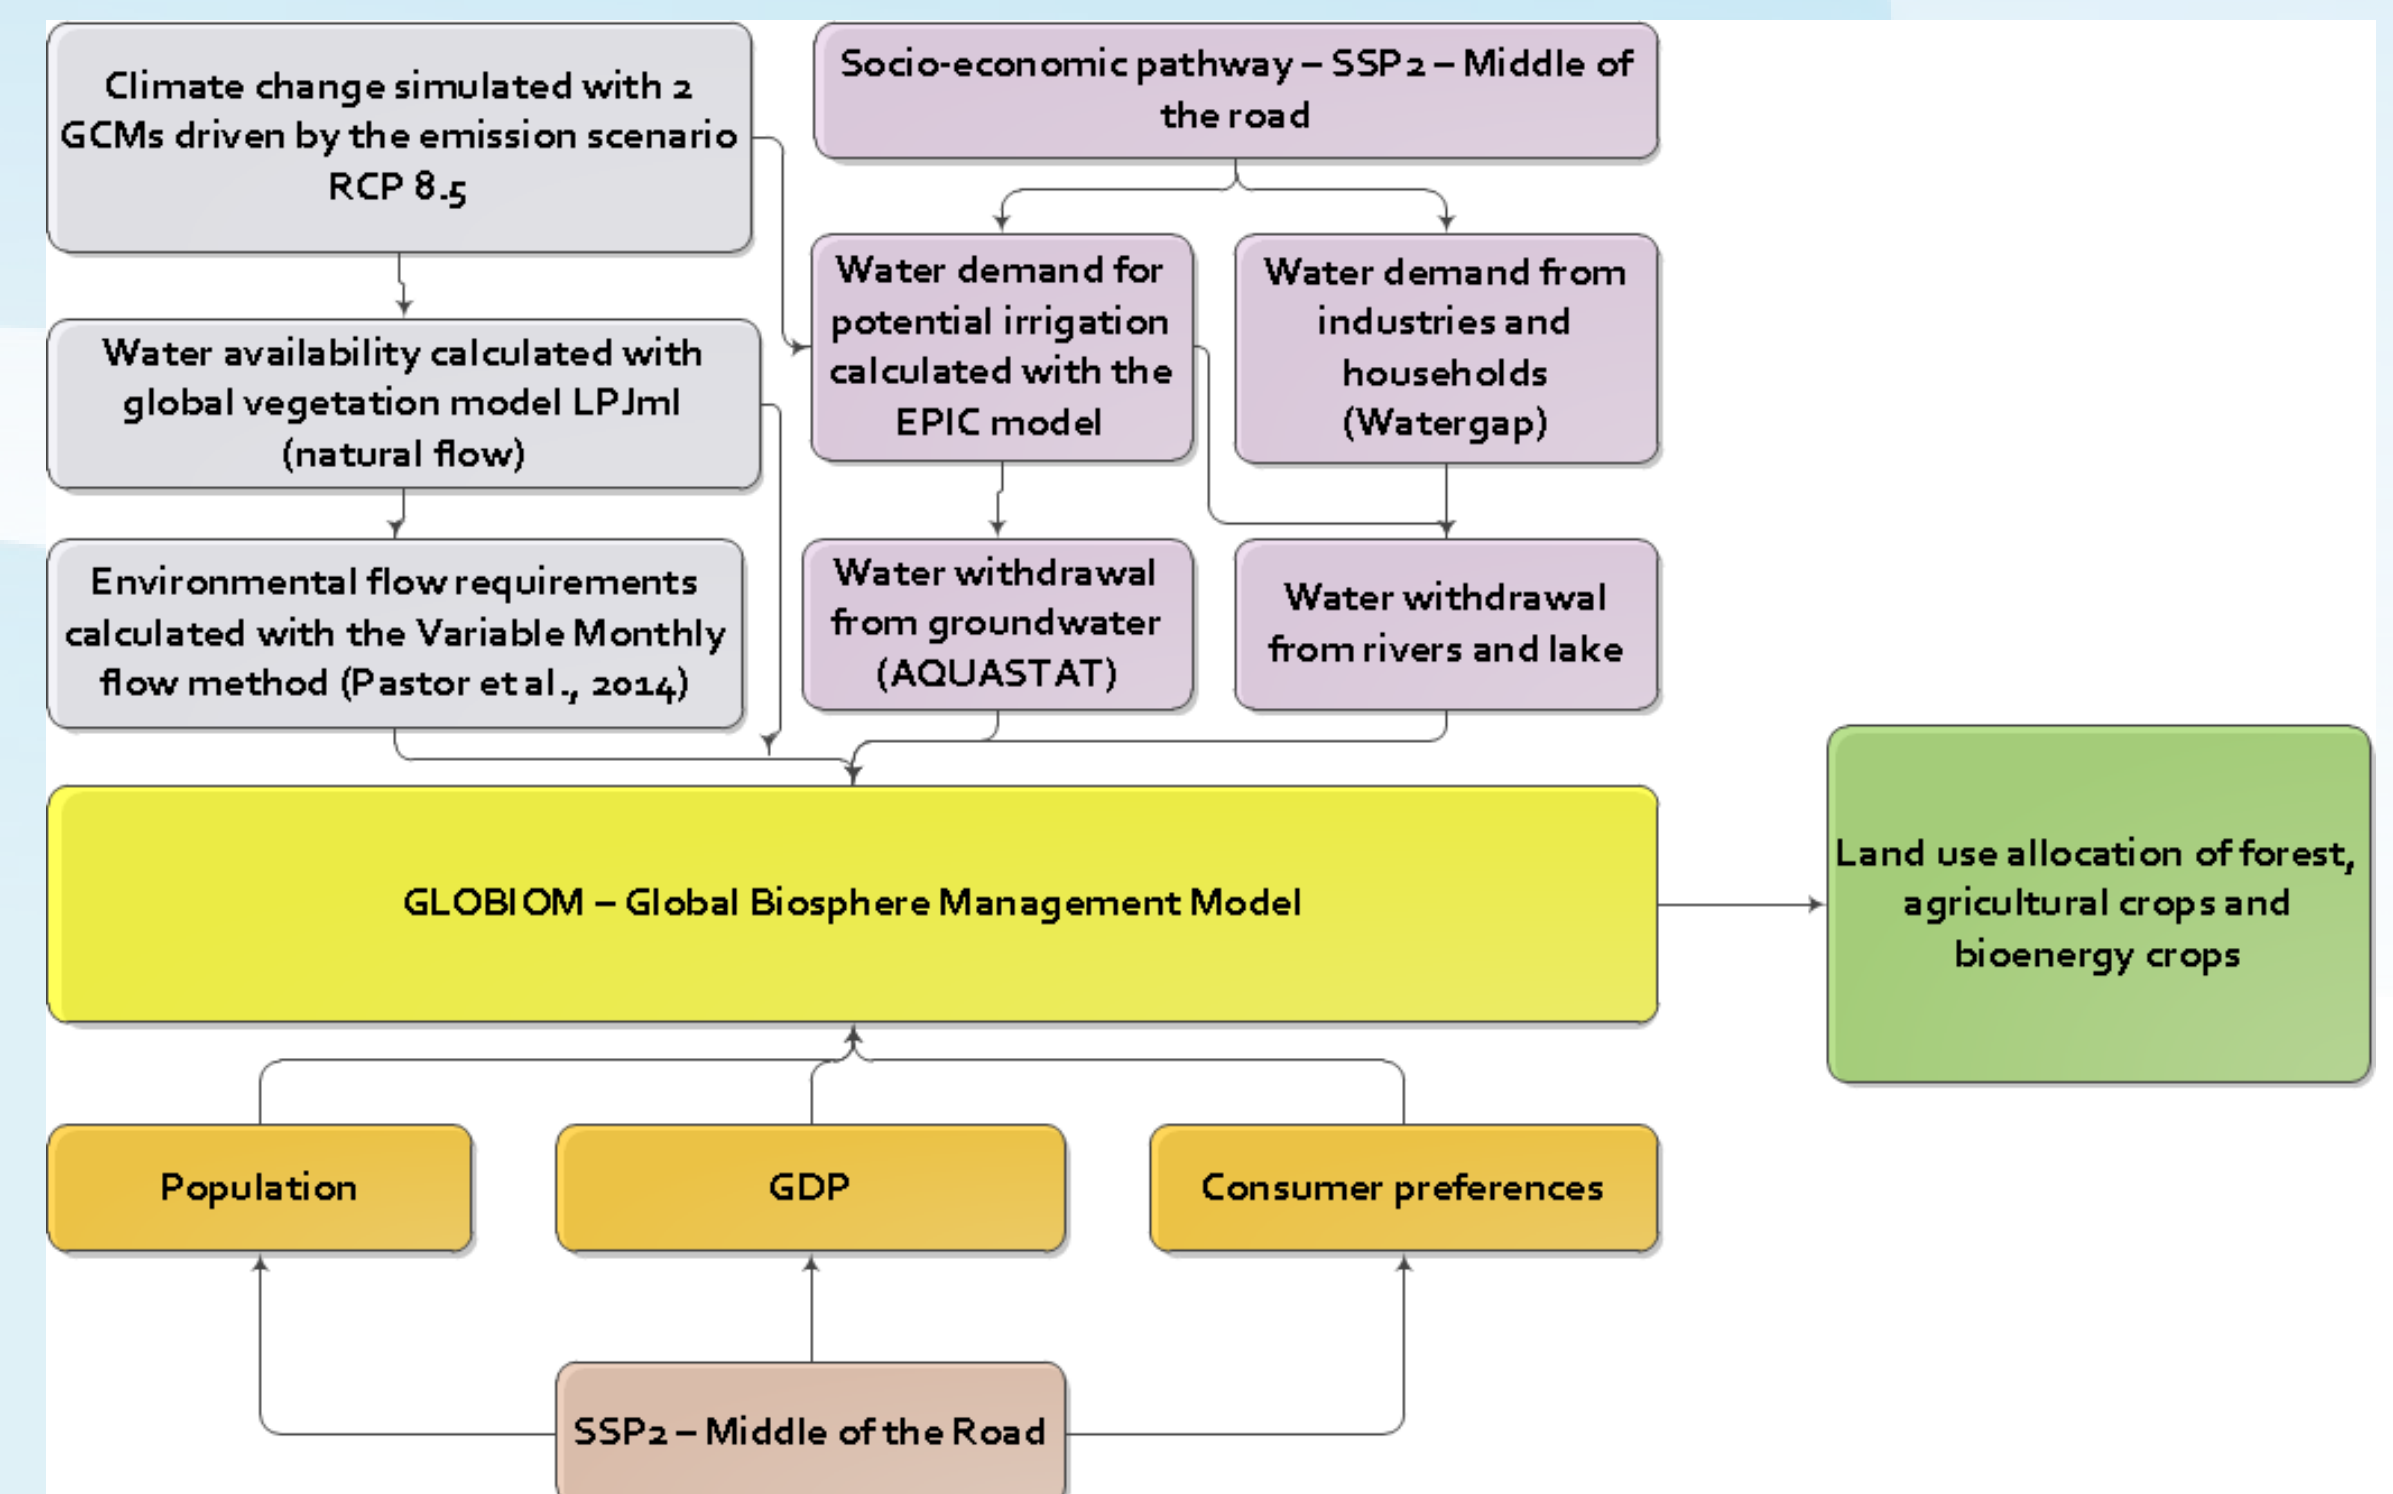 Climate change simulated with 2
GCMs driven by the emission scenario
RCP 8.5
Socio-economic pathway – SSP2 – Middle of
the road
Water availability calculated with
global vegetation model LPJml
(natural flow)
Water demand for
potential irrigation
calculated with the
EPIC model
Water demand from
industries and
households
(Watergap)
Environmental flow requirements
calculated with the Variable Monthly
flow method (Pastor et al., 2014)
Water withdrawal
from groundwater
(AQUASTAT)
Water withdrawal
from rivers and lake
GLOBIOM – Global Biosphere Management Model
Land use allocation of forest,
agricultural crops and
bioenergy crops
Population
GDP
Consumer preferences
SSP2 – Middle of the Road